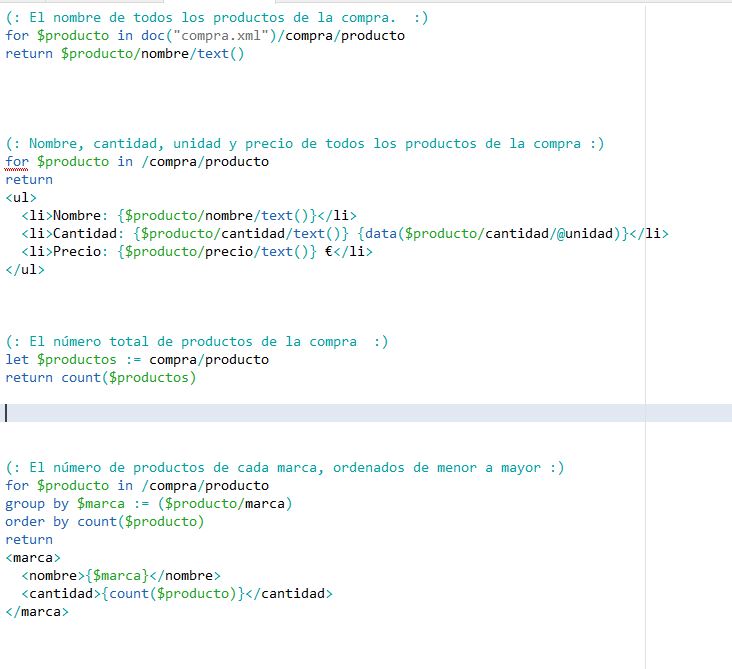 (: El nombre de todos los productos de la compra.  :)
for $producto in doc("compra.xml")/compra/producto
return $producto/nombre/text()
(: Nombre, cantidad, unidad y precio de todos los productos de la compra :)
for $producto in /compra/producto
return
<ul>
  <li>Nombre: {$producto/nombre/text()}</li>
  <li>Cantidad: {$producto/cantidad/text()} {data($producto/cantidad/@unidad)}</li>
  <li>Precio: {$producto/precio/text()} €</li>
</ul>
(: El número total de productos de la compra  :)
let $productos := compra/producto
return count($productos)
(: El número de productos de cada marca, ordenados de menor a mayor :)
for $producto in /compra/producto
group by $marca := ($producto/marca)
order by count($producto)
return
<marca>
  <nombre>{$marca}</nombre>
  <cantidad>{count($producto)}</cantidad>
</marca>